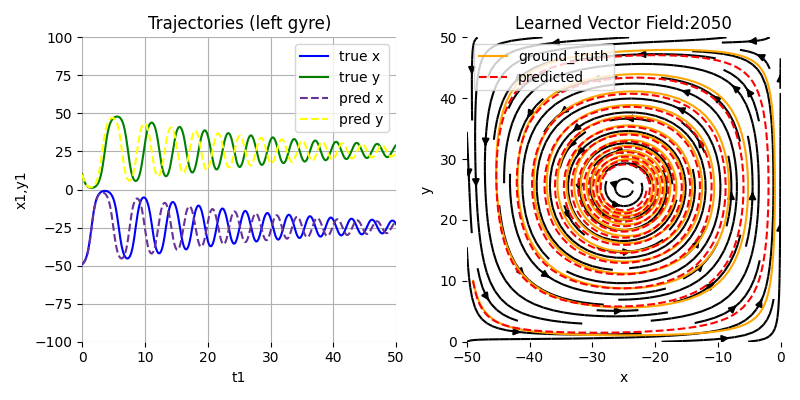 Trajectories (left gyre)
100
75
50
25
0
−25
−50
−75
−100
x1,y1
0
10
20
30
40
50
t1
true x
true y
pred x
pred y
Learned Vector Field:2050
50
40
30
20
10
0
y
−50
−40
−30
−20
−10
0
x
ground_truth
predicted